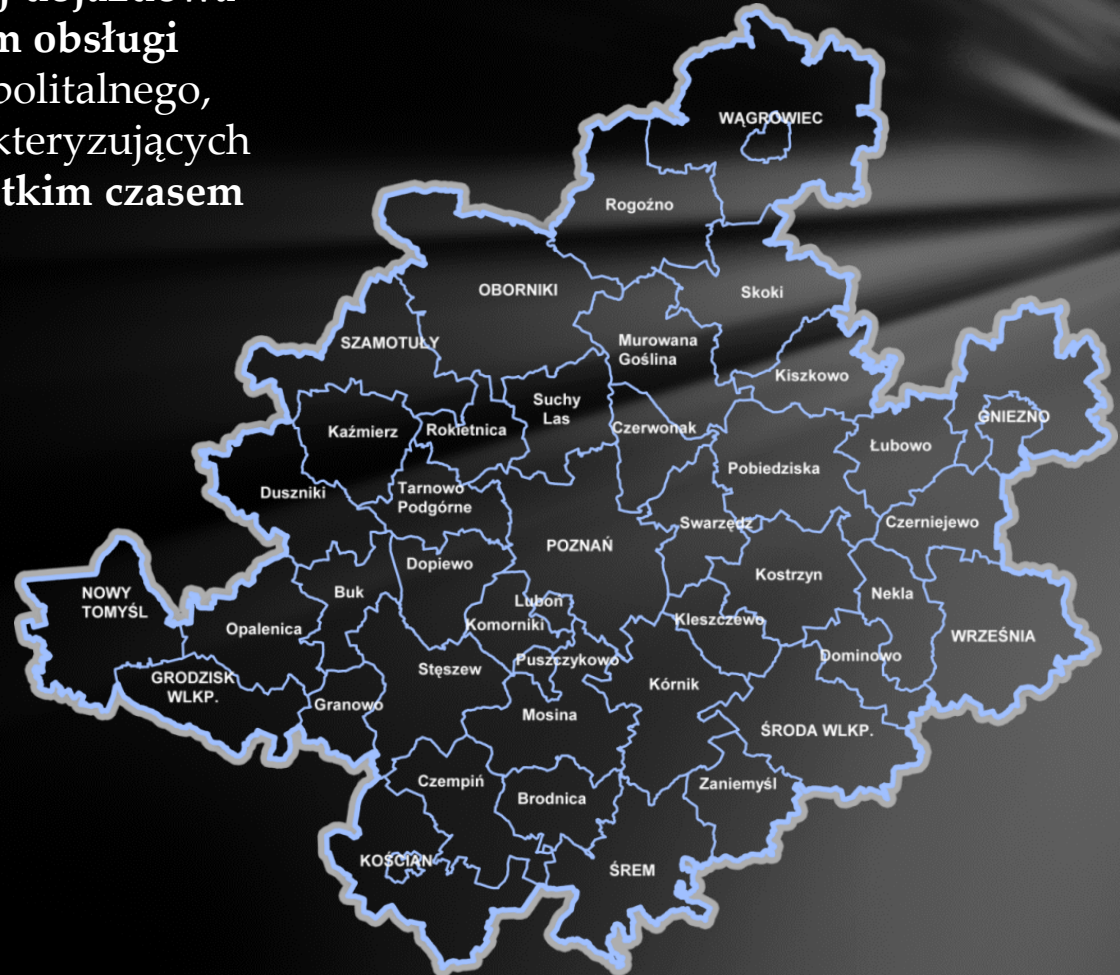 m obsługi
politalnego,
kteryzujących
tkim czasem
WĄGROWIEC
Rogoźno
OBORNIKI
Skoki
SZAMOTUŁY
Murowana
Goślina
Kiszkowo
Suchy
Las
GNIEZNO
Kaźmierz
Rokietnica
Czerwonak
Łubowo
Pobiedziska
Duszniki
Tarnowo
Podgórne
Swarzędz
Czerniejewo
POZNAŃ
Dopiewo
Kostrzyn
NOWY
TOMYŚL
Buk
Nekla
Luboń
Opalenica
Komorniki
Kleszczewo
WRZEŚNIA
Puszczykowo
Dominowo
Stęszew
GRODZISK
WLKP.
Kórnik
Granowo
Mosina
ŚRODA WLKP.
Czempiń
Zaniemyśl
Brodnica
KOŚCIAN
ŚREM